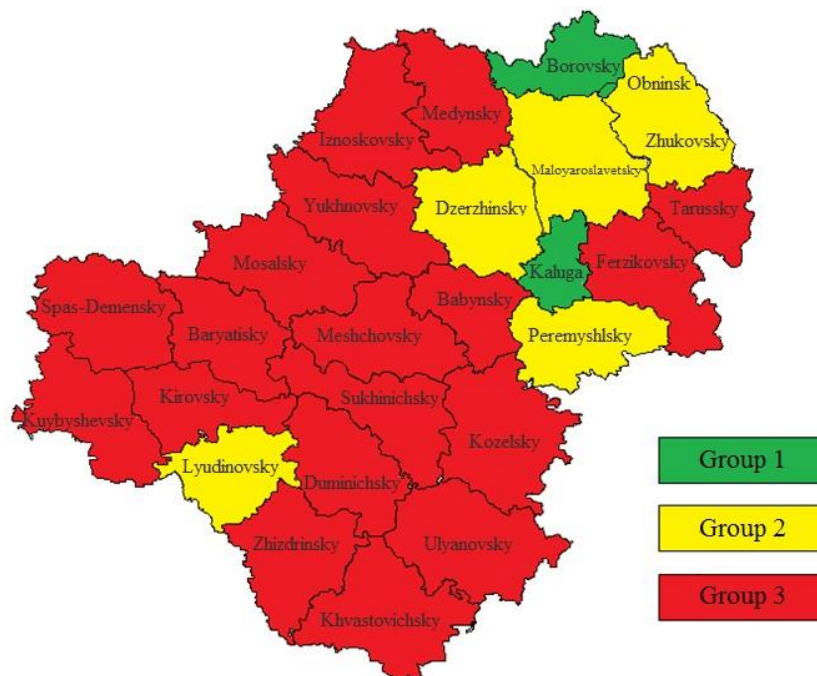 Borovsky
Obninsk
Medynsky
Iznoskovsky
Zhukovsky
Maloyaroslavetsky
Dzerzhinsky
Tarussky
Yukhnovsky
Mosalsky
Ferzikovsky
Kaluga
Babynsky
Spas-Demensky
Baryatisky
Meshchovsky
Peremyshlsky
Kirovsky
Sukhinichsky
Kuybyshevsky
Kozelsky
Group 1
Lyudinovsky
Duminichsky
Group 2
Zhizdrinsky
Ulyanovsky
Group 3
Khvastovichsky